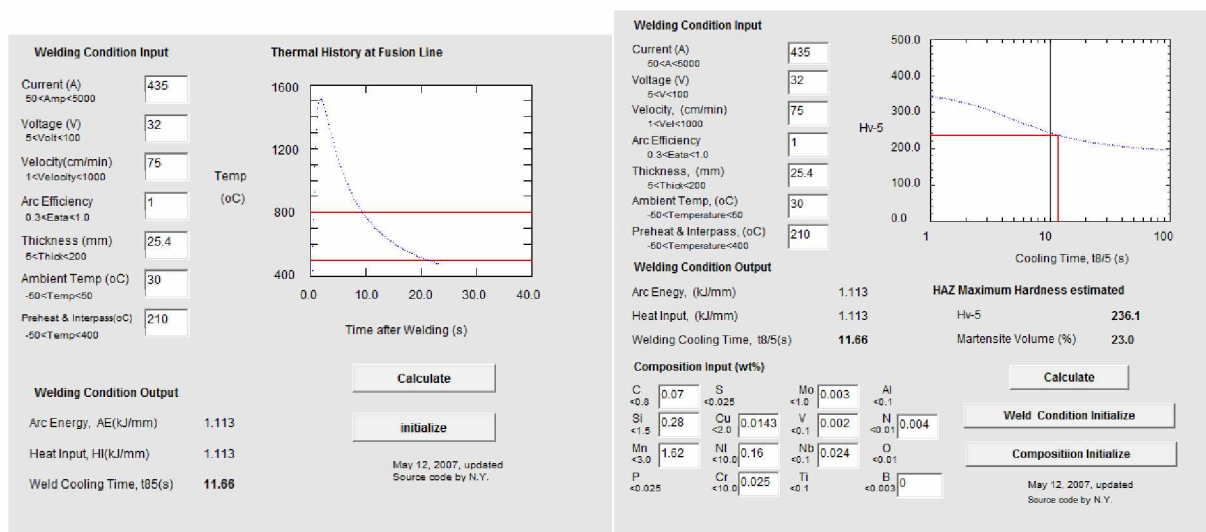 Welding Condition Input
Thermal History at Fusion Line
Current (A)
50<Amp<5000
435
Voltage (V)
5<Volt<100
32
Velocity(cm/min)
1<Velocity<1000
75
Arc Efficiency
0.3<Eata<1.0
1
Thickness (mm)
5<Thick<200
25.4
Ambient Temp (oC)
-50<Temp<50
30
Preheat & Interpass(oC)
-50<Temp<400
210
Temp
(oC)
1600
1200
800
400
0.0 10.0 20.0 30.0 40.0
Time after Welding (s)
Welding Condition Output
Arc Energy, AE(kJ/mm) 1.113
Heat Input, HI(kJ/mm) 1.113
Weld Cooling Time, t85(s) 11.66
Calculate
initialize
May 12, 2007, updated
Source code by N.Y.
Welding Condition Input
Current (A)
50<A<5000
435
Voltage (V)
5<V<100
32
Velocity, (cm/min)
1<Vel<1000
75
Arc Efficiency
0.3<Eata<1.0
1
Thickness, (mm)
5<Thick<200
25.4
Ambient Temp, (oC)
-50<Temperature<50
30
Preheat & Interpass, (oC)
-50<Temperature<400
210
Hv-5
500.0
400.0
300.0
200.0
100.0
0.0
1 10 100
Cooling Time, t8/5 (s)
Welding Condition Output
Arc Enegy, (kJ/mm) 1.113
Heat Input, (kJ/mm) 1.113
Welding Cooling Time, t8/5(s) 11.66
HAZ Maximum Hardness estimated
Hv-5 236.1
Martensite Volume (%) 23.0
Composition Input (wt%)
C <0.8 0.07 S <0.025 Mo <1.0 0.003 Al <0.1
Si <1.5 0.28 Cu <2.0 0.0143 V <0.1 0.002 N <0.01 0.004
Mn <3.0 1.62 NI <10.0 0.16 Nb <0.1 0.024 O <0.01
P <0.025 Cr <10.0 0.025 Ti <0.1 B <0.003 0
Calculate
Weld Condition Initialize
Compositiion Initialize
May 12, 2007, updated
Source code by N.Y.